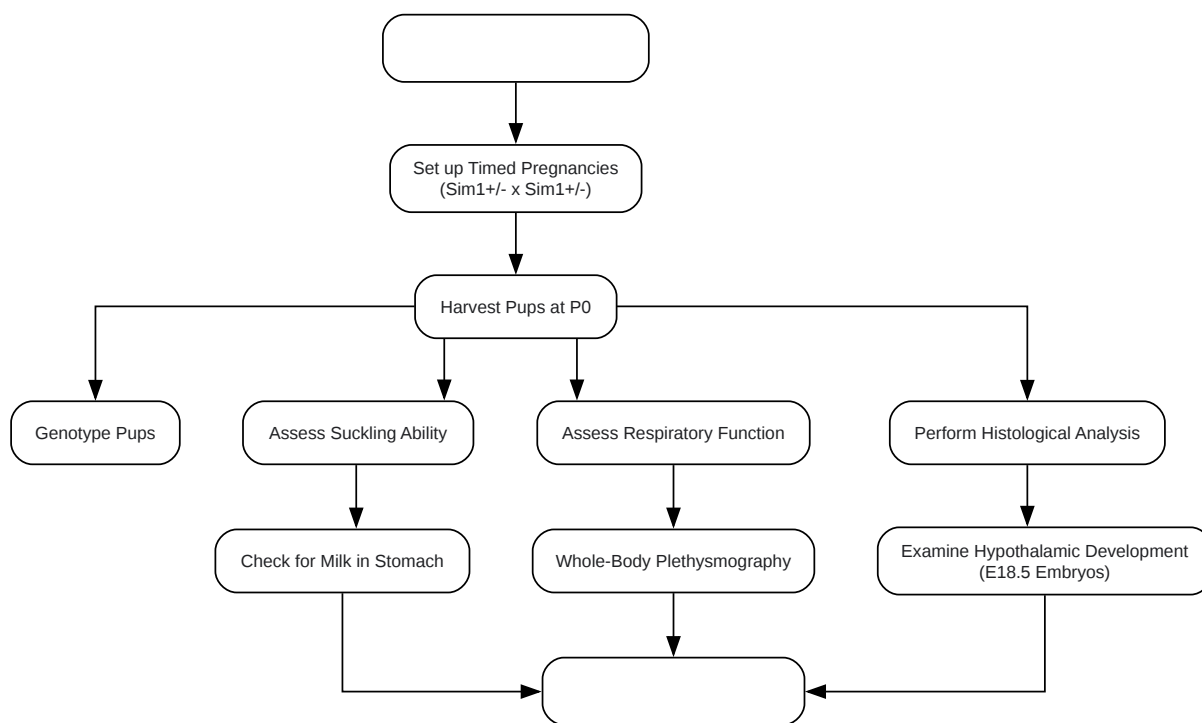 Set up Timed Pregnancies
(Sim1+/- x Sim1+/-)
Harvest Pups at P0
Genotype Pups
Assess Suckling Ability
Assess Respiratory Function
Perform Histological Analysis
Check for Milk in Stomach
Whole-Body Plethysmography
Examine Hypothalamic Development
(E18.5 Embryos)